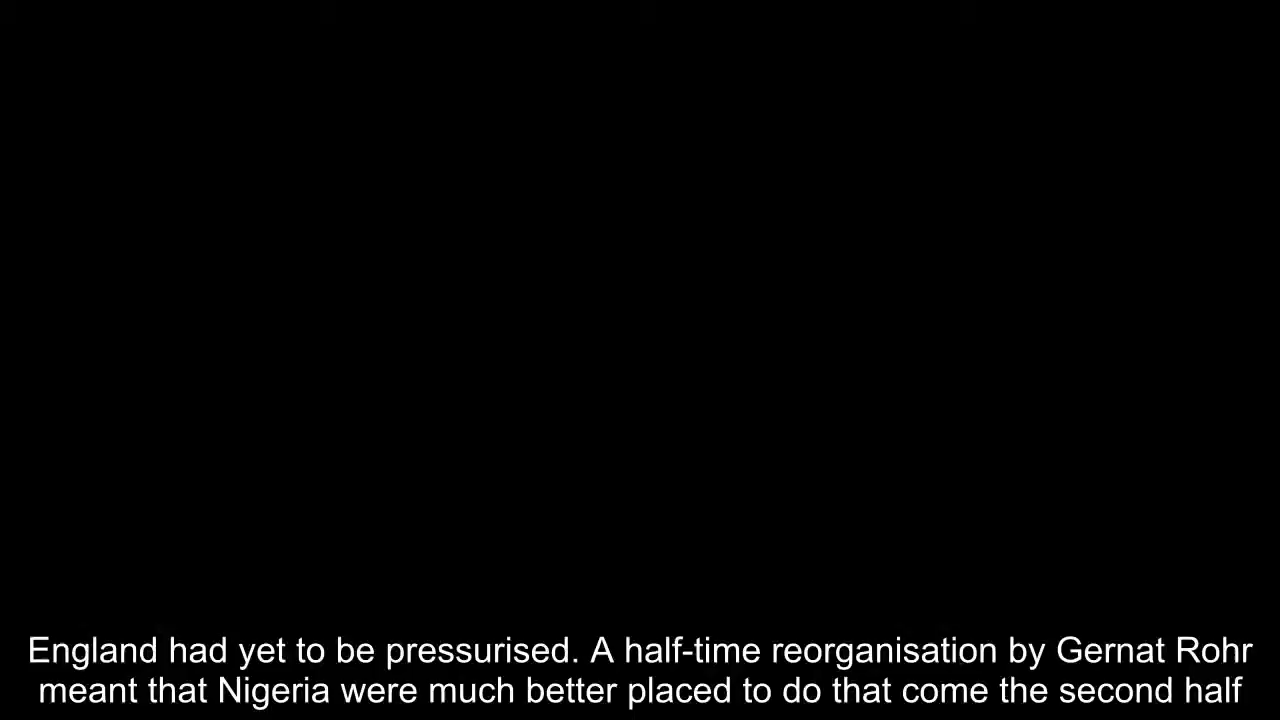 England had yet to be pressurised. A half-time reorganisation by Gernat Rohr
meant that Nigeria were much better placed to do that come the second half